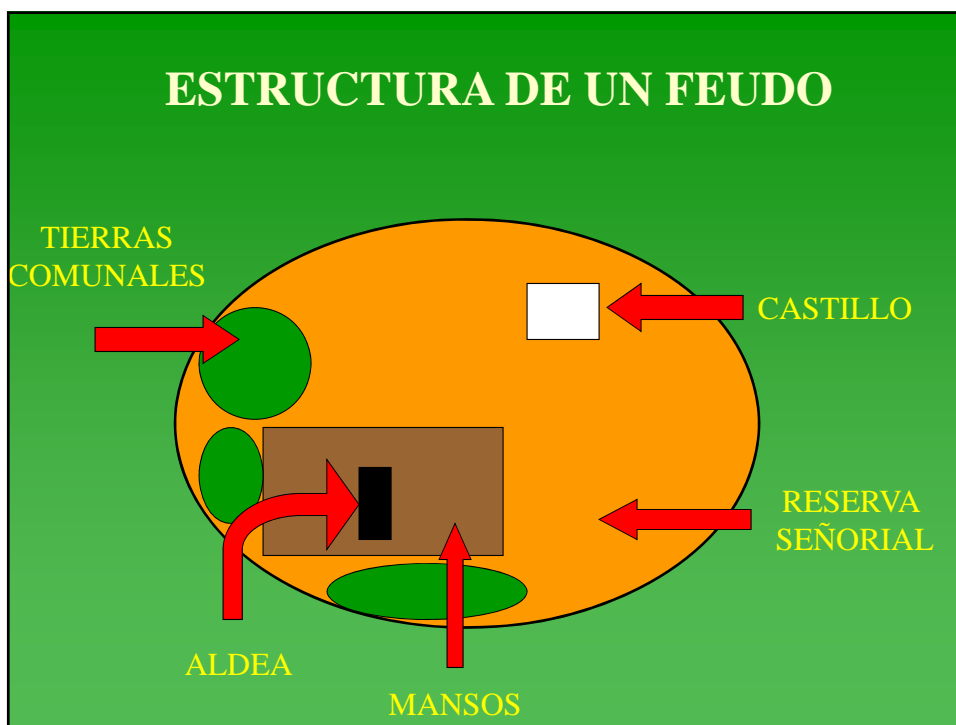 ESTRUCTURA DE UN FEUDO
TIERRAS
COMUNALES
CASTILLO
RESERVA
SEÑORIAL
ALDEA
MANSOS